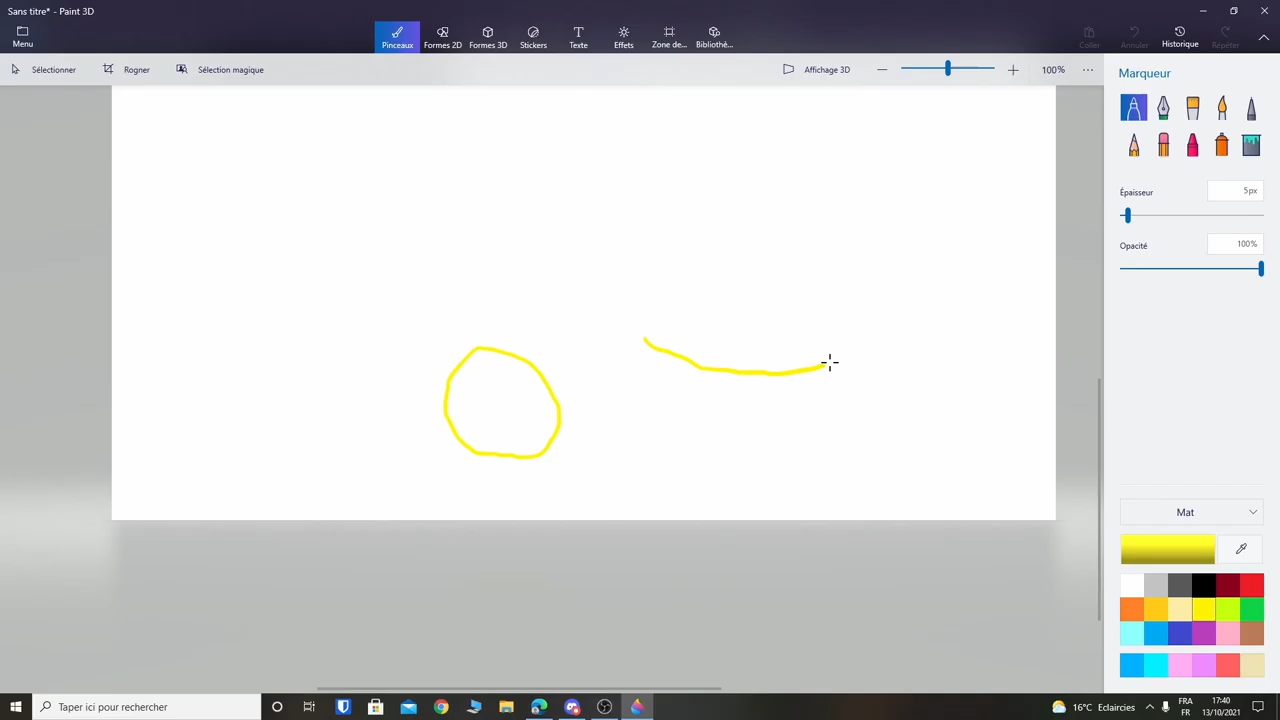 Sans titre* - Paint 3D
Menu
Pinceaux
Formes 2D
Formes 3D
Stickers
Texte
Effets
Zone de...
Bibliothè...
Coller
Annuler
Historique
Répéter
Sélectionner
Rogner
Sélection magique
Affichage 3D
100%
Marqueur
Épaisseur
5px
Opacité
100%
Mat
Taper ici pour rechercher
16°C Eclaircies
FRA
FR
17:40
13/10/2021